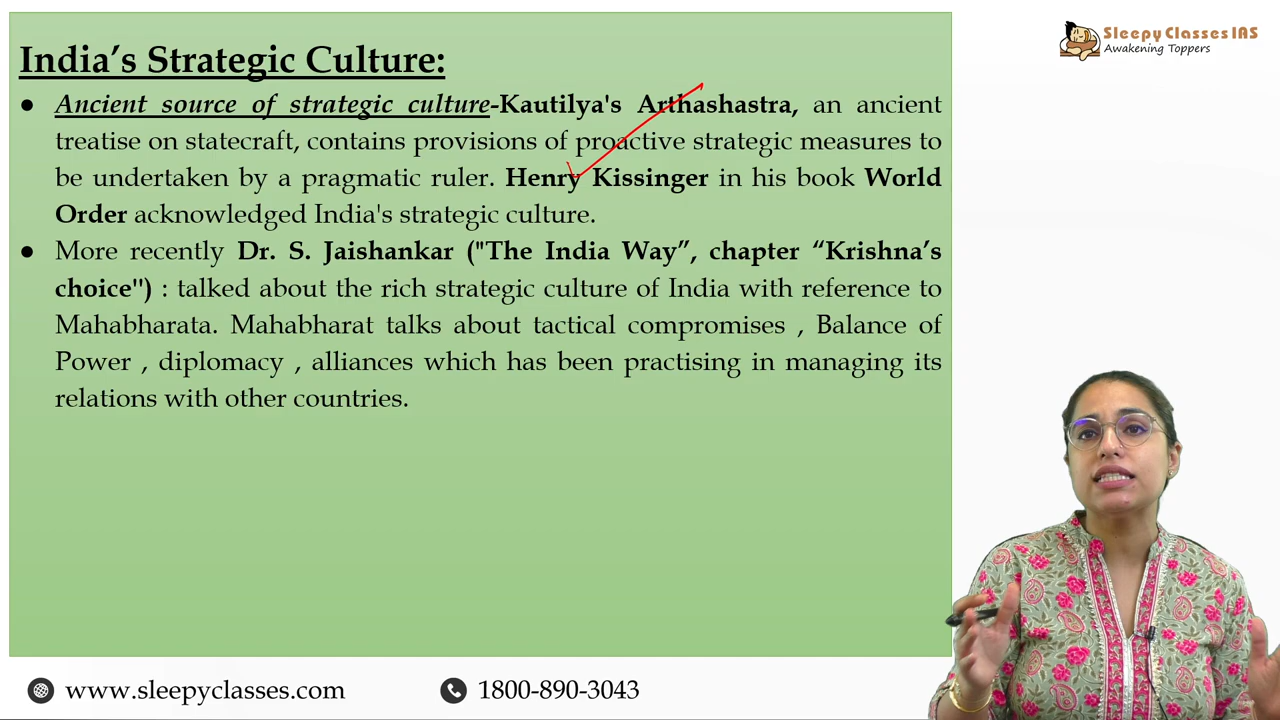 Sleepy Classes IAS
Awakening Toppers
India’s Strategic Culture:
● Ancient source of strategic culture-Kautilya's Arthashastra, an ancient
treatise on statecraft, contains provisions of proactive strategic measures to
be undertaken by a pragmatic ruler. Henry Kissinger in his book World
Order acknowledged India's strategic culture.
● More recently Dr. S. Jaishankar ("The India Way”, chapter “Krishna’s
choice") : talked about the rich strategic culture of India with reference to
Mahabharata. Mahabharat talks about tactical compromises , Balance of
Power , diplomacy , alliances which has been practising in managing its
relations with other countries.
www.sleepyclasses.com
1800-890-3043